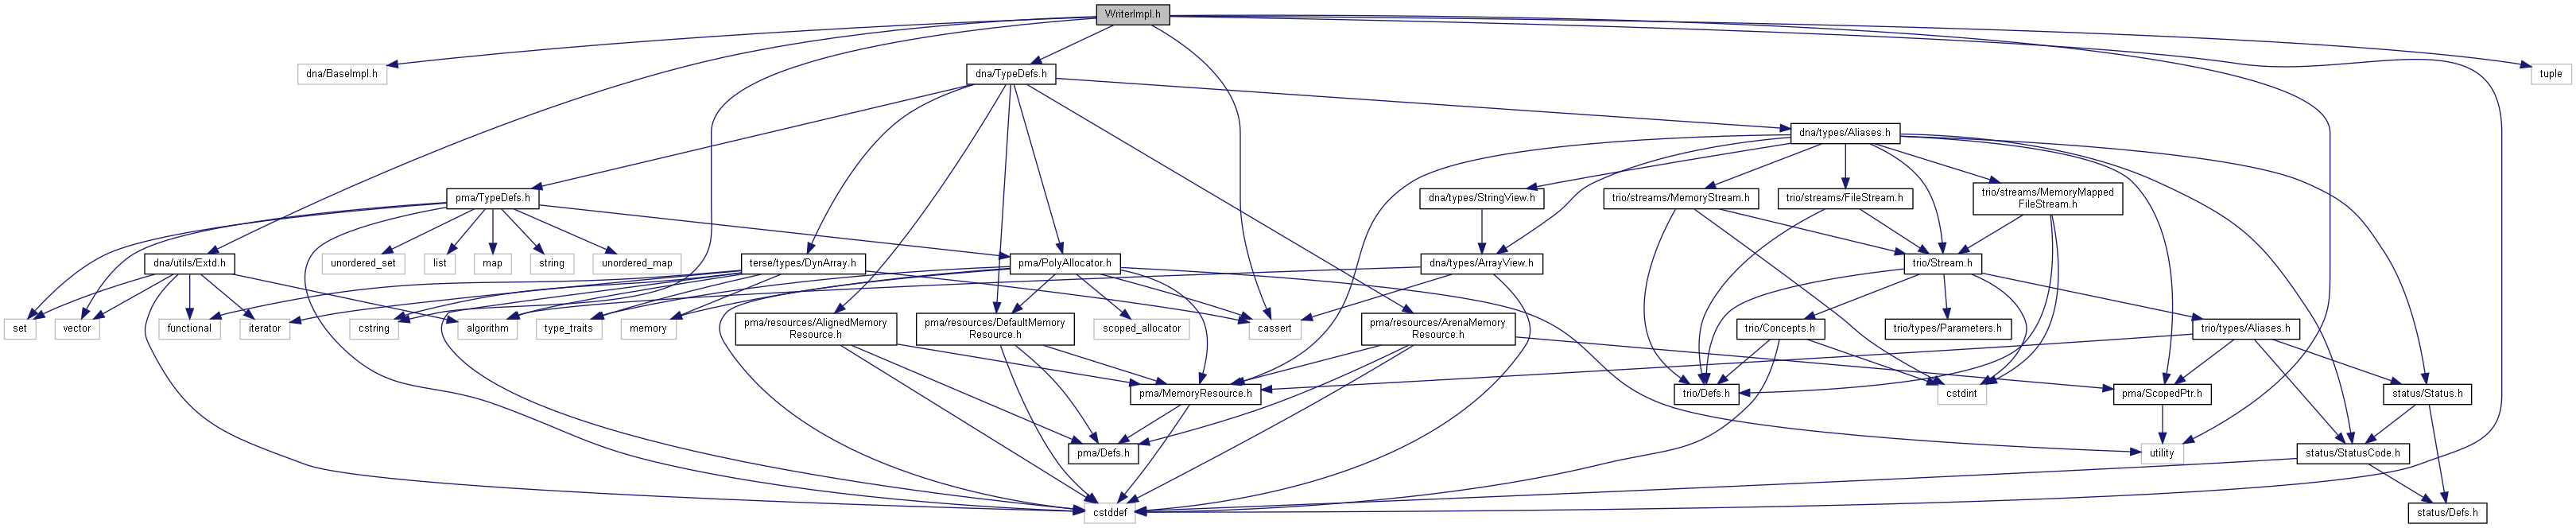 WriterImpl.h
dna/BaseImpl.h
dna/TypeDefs.h
tuple
dna/types/Aliases.h
pma/TypeDefs.h
dna/types/StringView.h
trio/streams/MemoryStream.h
trio/streams/FileStream.h
trio/streams/MemoryMapped
FileStream.h
dna/utils/Extd.h
unordered_set
list
map
string
unordered_map
terse/types/DynArray.h
pma/PolyAllocator.h
dna/types/ArrayView.h
trio/Stream.h
set
vector
functional
iterator
cstring
algorithm
type_traits
memory
pma/resources/AlignedMemory
Resource.h
pma/resources/DefaultMemory
Resource.h
scoped_allocator
cassert
pma/resources/ArenaMemory
Resource.h
trio/Concepts.h
trio/types/Parameters.h
trio/types/Aliases.h
pma/MemoryResource.h
trio/Defs.h
cstdint
pma/ScopedPtr.h
status/Status.h
pma/Defs.h
utility
status/StatusCode.h
cstddef
status/Defs.h